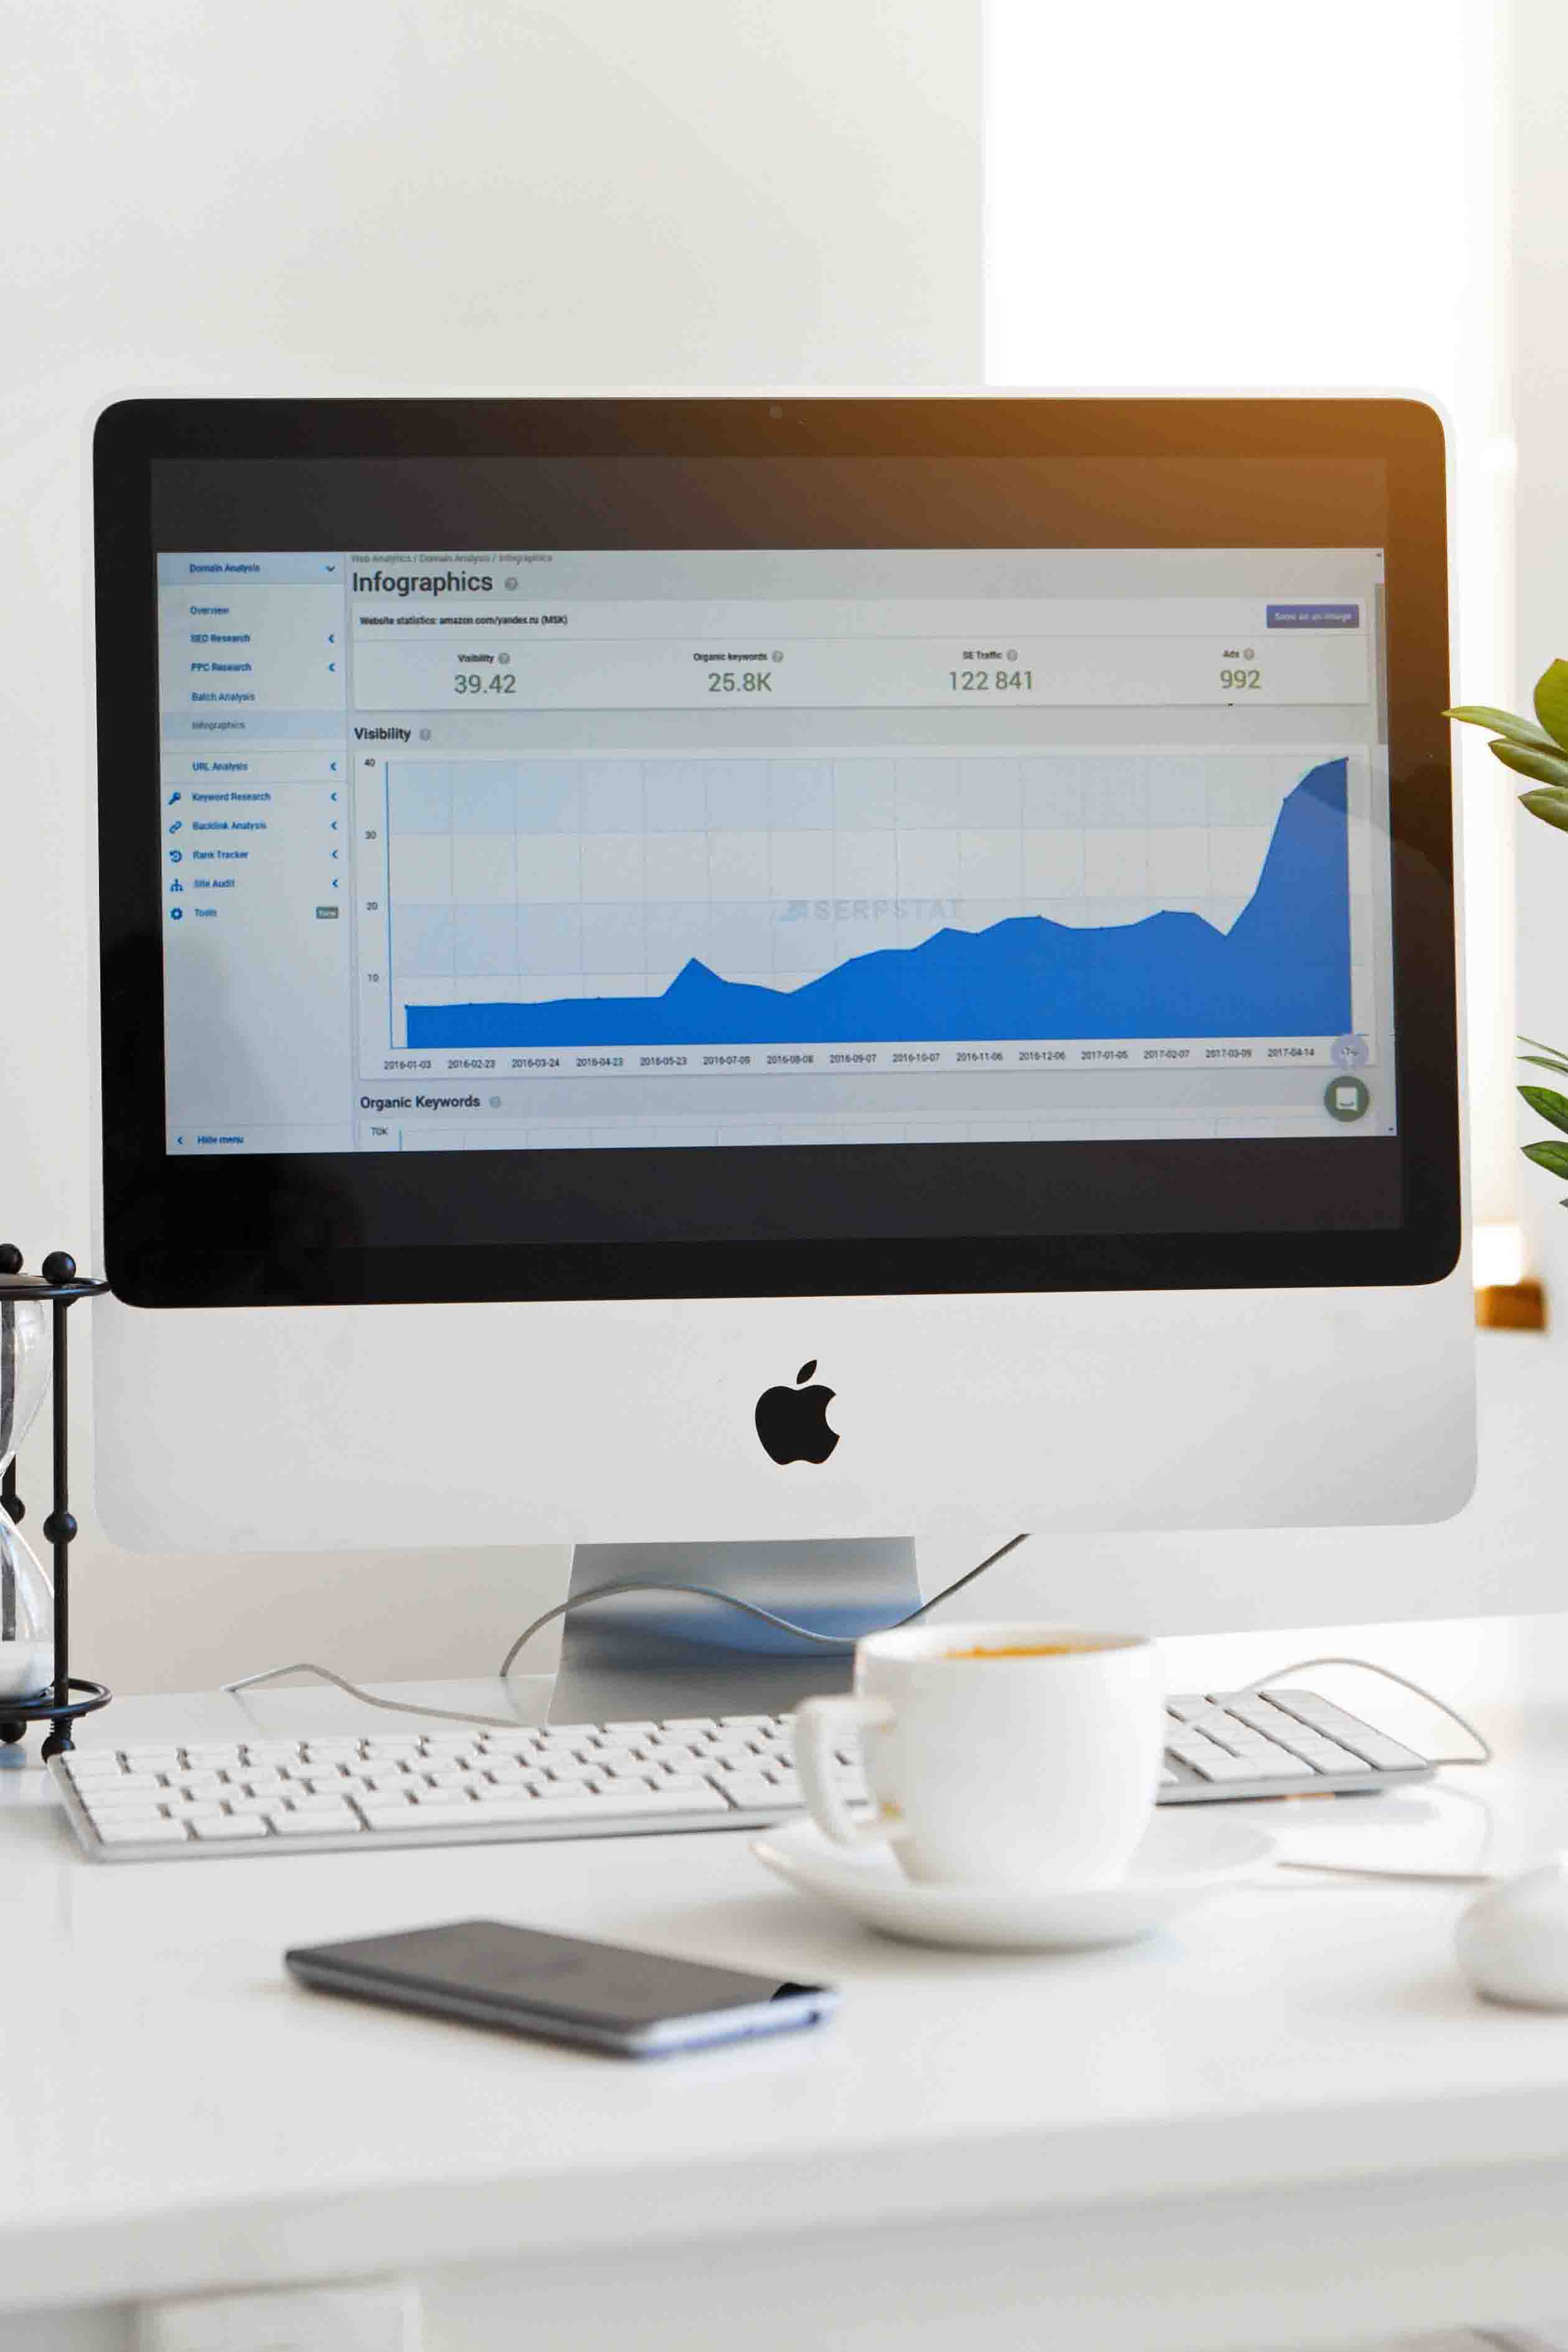 Web Analytics / Domain Analysis / Infographics
Domain Analysis
Infographics
Overview
Website statistics: amazon.com/yandex.ru (MSK)
Save as an image
SEO Research
PPC Research
Visibility
Organic keywords
SE Traffic
Ads
39.42
25.8K
122 841
992
Batch Analysis
Infographics
Visibility
URL Analysis
Keyword Research
Backlink Analysis
Rank Tracker
Site Audit
Tools
Hide menu
40
30
20
10
SERPSTAT
2016-01-03 2016-02-23 2016-03-24 2016-04-23 2016-05-23 2016-07-09 2016-08-08 2016-09-07 2016-10-07 2016-11-06 2016-12-06 2017-01-05 2017-02-07 2017-03-09 2017-04-14
Organic Keywords
70K